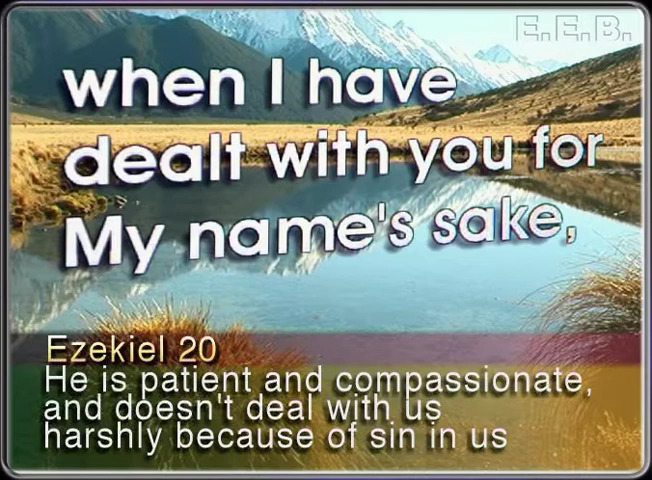 E.E.B.
when I have
dealt with you for
My name's sake,
Ezekiel 20
He is patient and compassionate,
and doesn't deal with us
harshly because of sin in us